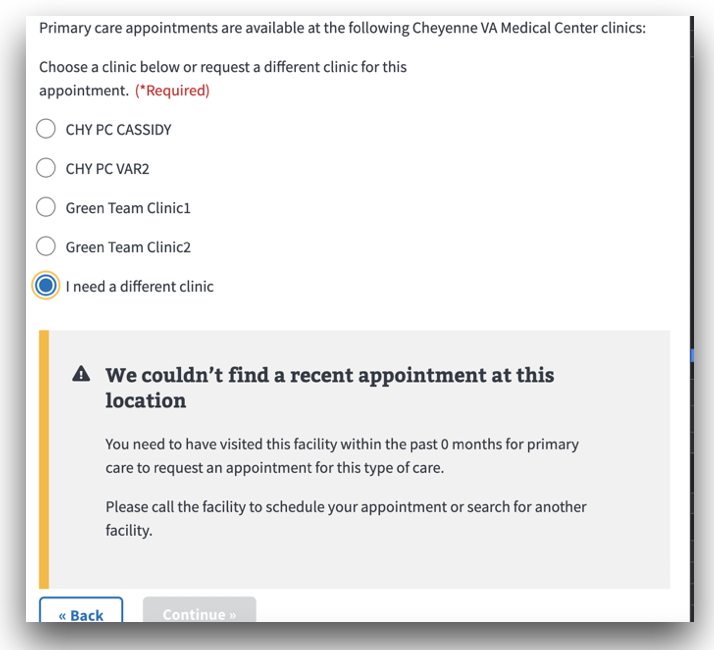 Primary care appointments are available at the following Cheyenne VA Medical Center clinics:
Choose a clinic below or request a different clinic for this
appointment. (*Required)
CHY PC CASSIDY
CHY PC VAR2
Green Team Clinic1
Green Team Clinic2
I need a different clinic
We couldn’t find a recent appointment at this
location
You need to have visited this facility within the past 0 months for primary
care to request an appointment for this type of care.
Please call the facility to schedule your appointment or search for another
facility.
« Back
Continue »